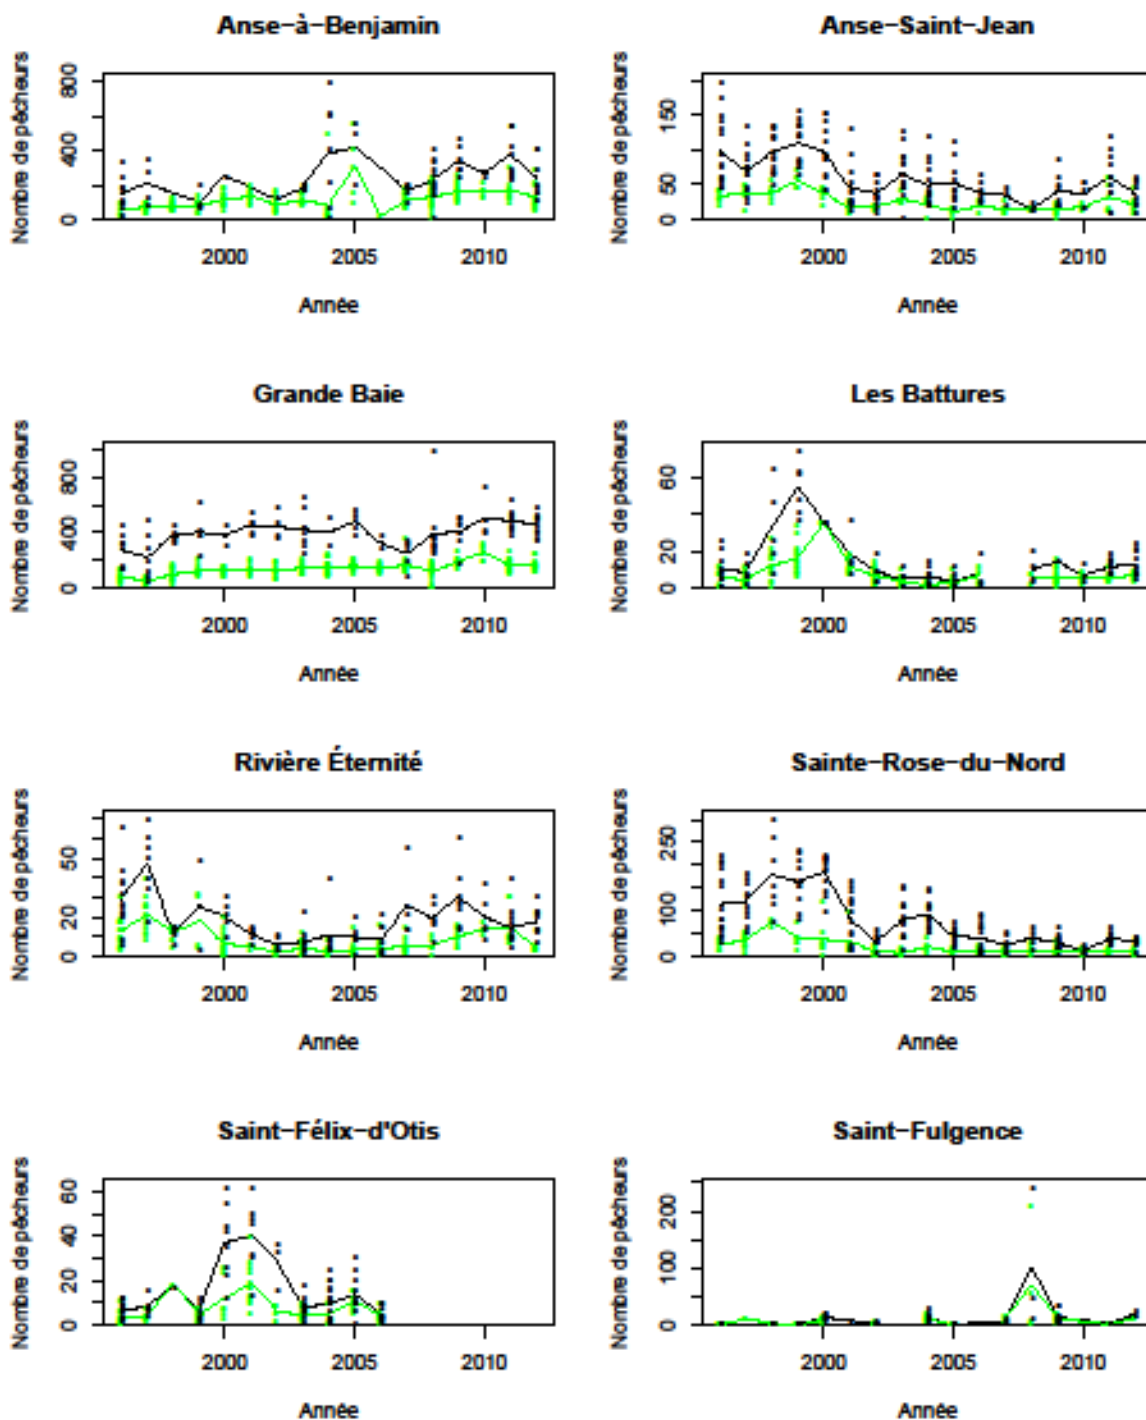 Anse-à-Benjamin
Nombre de pêcheurs
0 400 800
2000 2005 2010
Année
Anse-Saint-Jean
Nombre de pêcheurs
0 50 150
2000 2005 2010
Année
Grande Baie
Nombre de pêcheurs
0 400 800
2000 2005 2010
Année
Les Battures
Nombre de pêcheurs
0 20 60
2000 2005 2010
Année
Rivière Éternité
Nombre de pêcheurs
0 20 50
2000 2005 2010
Année
Sainte-Rose-du-Nord
Nombre de pêcheurs
0 100 250
2000 2005 2010
Année
Saint-Félix-d'Otis
Nombre de pêcheurs
0 20 40 60
2000 2005 2010
Année
Saint-Fulgence
Nombre de pêcheurs
0 100 200
2000 2005 2010
Année